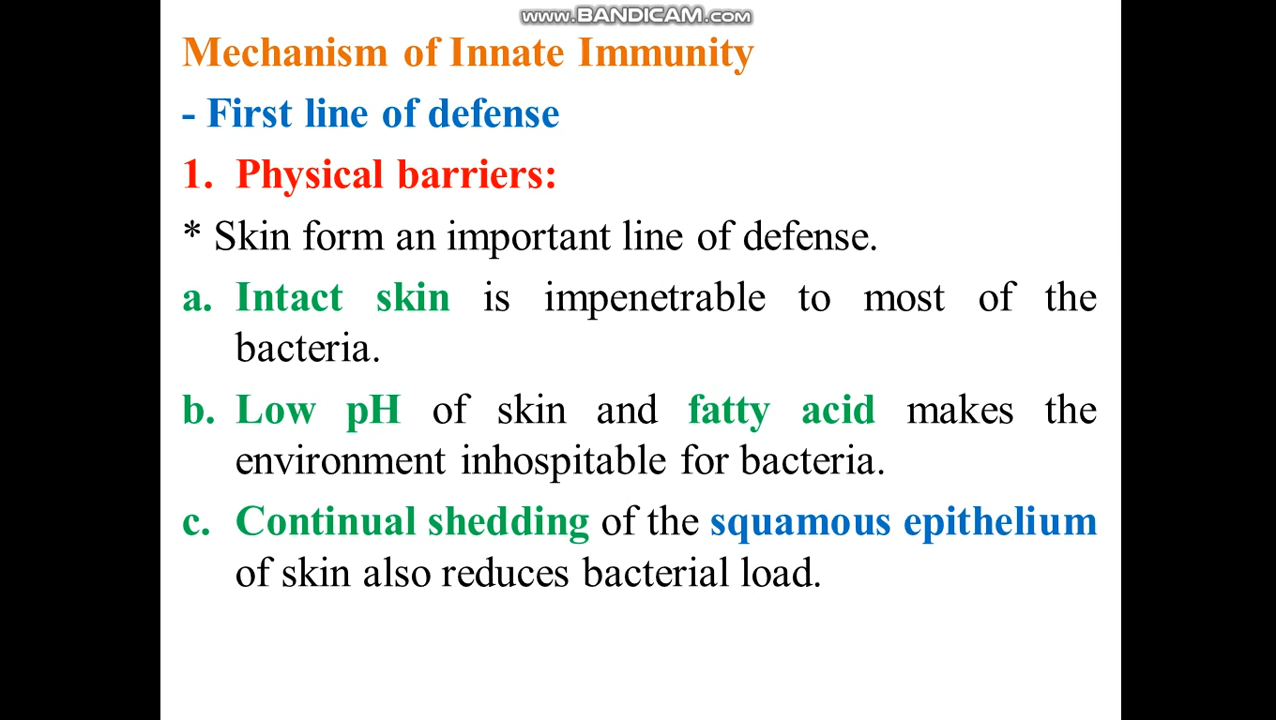 www.BANDICAM.com
Mechanism of Innate Immunity
- First line of defense
1. Physical barriers:
* Skin form an important line of defense.
a. Intact skin is impenetrable to most of the
bacteria.
b. Low pH of skin and fatty acid makes the
environment inhospitable for bacteria.
c. Continual shedding of the squamous epithelium
of skin also reduces bacterial load.